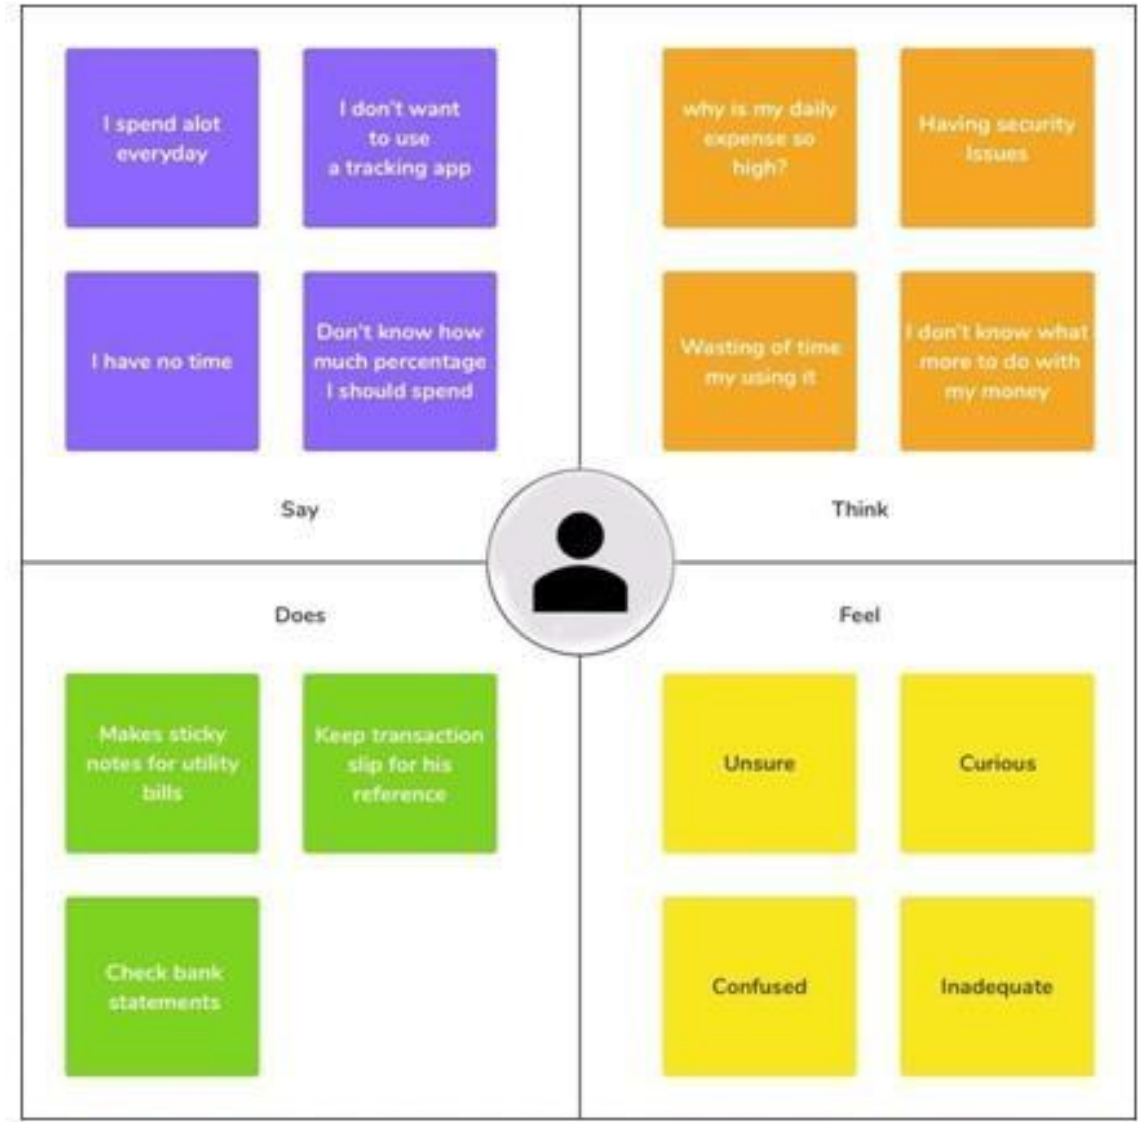 I spend alot
everyday
I don't want
to use
a tracking app
I have no time
Don't know how
much percentage
I should spend
Say
why is my daily
expense so
high?
Having security
Issues
Wasting of time
my using it
I don't know what
more to do with
my money
Think
Does
Makes sticky
notes for utility
bills
Keep transaction
slip for his
reference
Check bank
statements
Feel
Unsure
Curious
Confused
Inadequate